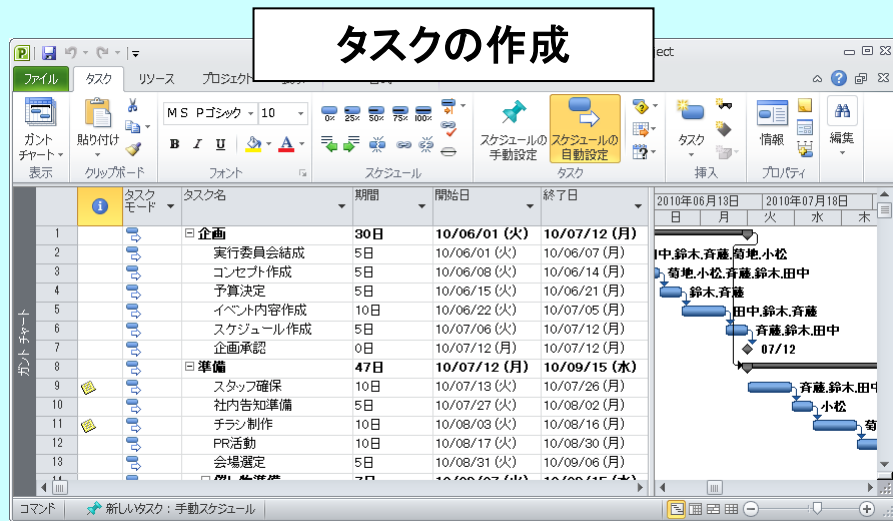 タスクの作成
ject
ファイル タスク リソース プロジェクト
MS Pゴシック 10
0% 25% 50% 75% 100%
B I U A
ガント
チャート
貼り付け
スケジュールの
手動設定
スケジュールの
自動設定
タスク
情報
編集
表示 クリップボード フォント スケジュール タスク 挿入 プロパティ
タスク
モード
タスク名 期間 開始日 終了日
2010年06月13日 2010年07月18日
日 月 火 水 木
1 企画 30日 10/06/01 (火) 10/07/12 (月)
2 実行委員会結成 5日 10/06/01 (火) 10/06/07 (月) 中,鈴木,斉藤,菊地,小松
3 コンセプト作成 5日 10/06/08 (火) 10/06/14 (月) 菊地,小松,斉藤,鈴木,田中
4 予算決定 5日 10/06/15 (火) 10/06/21 (月) 鈴木,斉藤
5 イベント内容作成 10日 10/06/22 (火) 10/07/05 (月) 田中,鈴木,斉藤
6 スケジュール作成 5日 10/07/06 (火) 10/07/12 (月) 斉藤,鈴木,田中
7 企画承認 0日 10/07/12 (月) 10/07/12 (月) 07/12
8 準備 47日 10/07/12 (月) 10/09/15 (水)
9 スタッフ確保 10日 10/07/13 (火) 10/07/26 (月) 斉藤,鈴木,田中
10 社内告知準備 5日 10/07/27 (火) 10/08/02 (月) 小松
11 チラシ制作 10日 10/08/03 (火) 10/08/16 (月) 菊
12 PR活動 10日 10/08/17 (火) 10/08/30 (月)
13 会場選定 5日 10/08/31 (火) 10/09/06 (月)
ガント チャート
コマンド 新しいタスク : 手動スケジュール